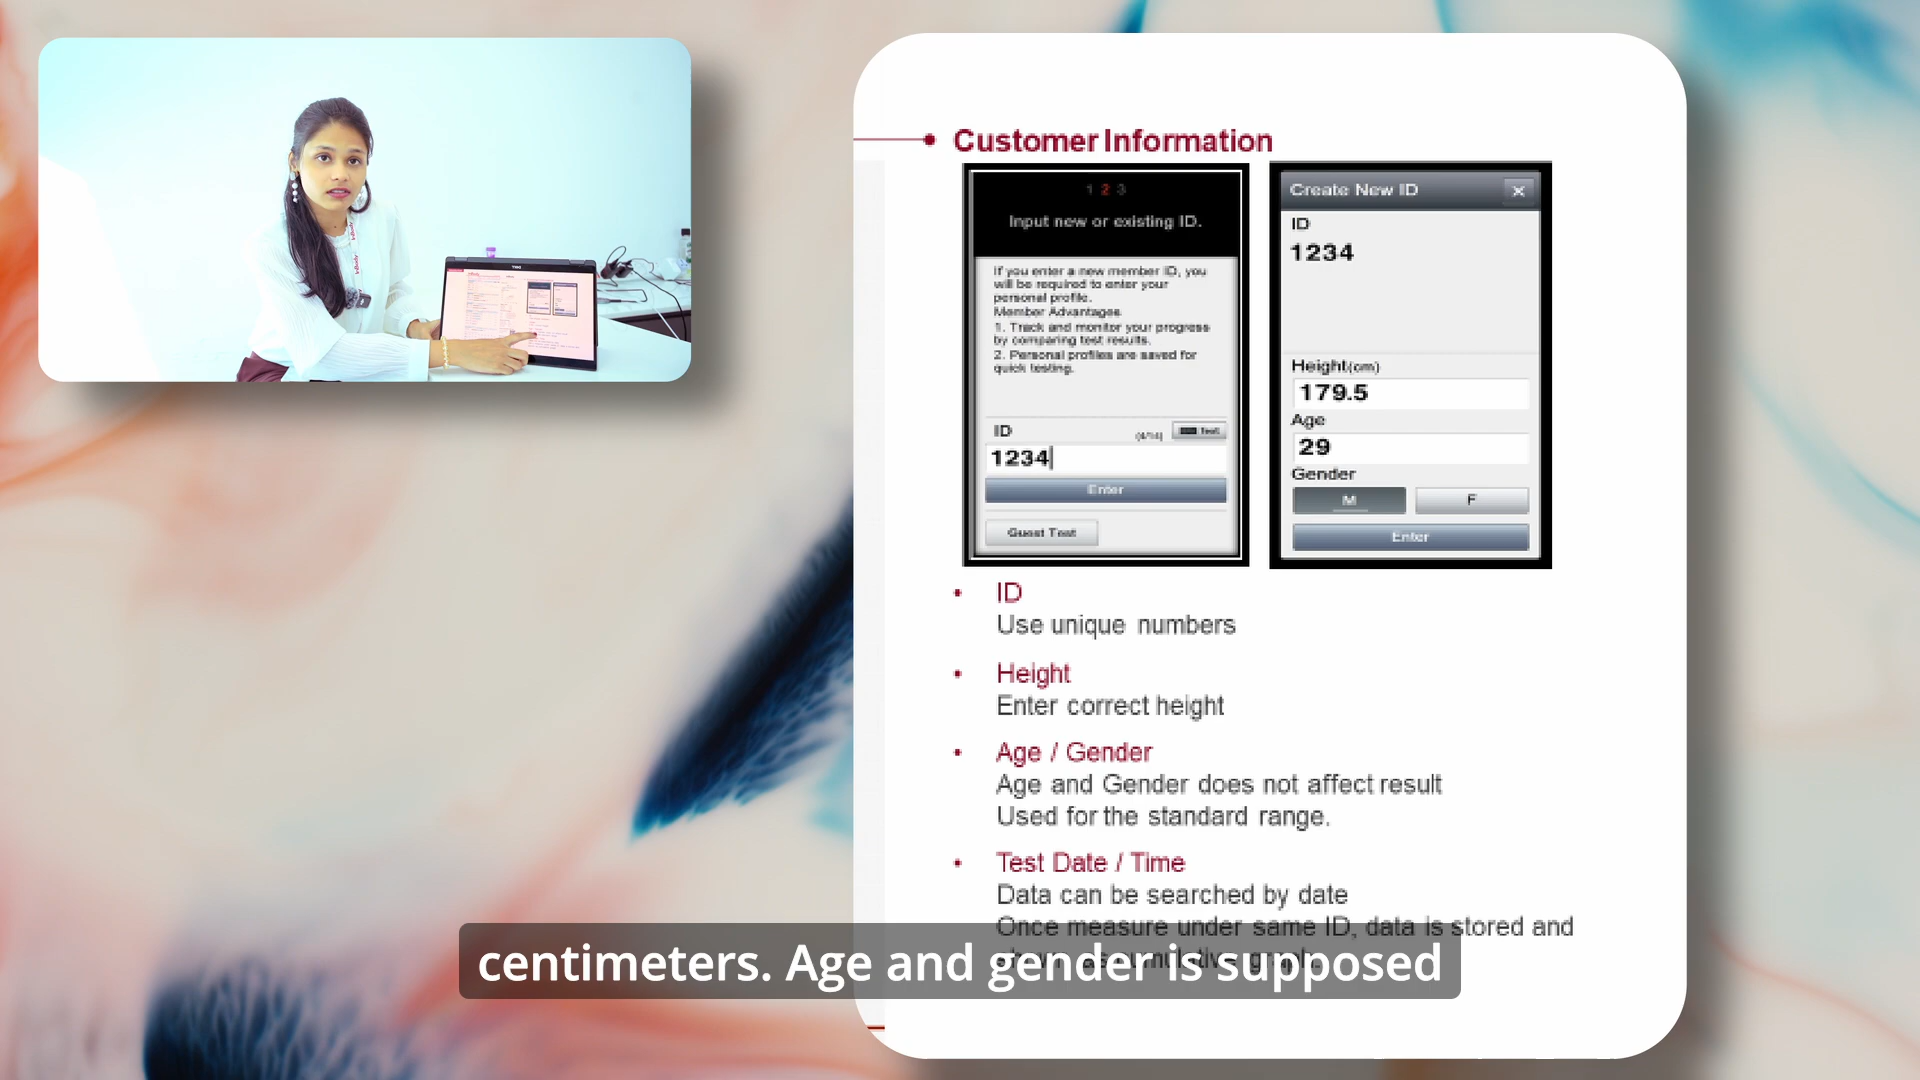 Customer Information
1 2 3
Input new or existing ID.
If you enter a new member ID, you
will be required to enter your
personal profile.
Member Advantages
1. Track and monitor your progress
by comparing test results.
2. Personal profiles are saved for
quick testing.
ID
(4/14)
Text
1234
Enter
Guest Test
Create New ID
ID
1234
Height(cm)
179.5
Age
29
Gender
M F
Enter
• ID
Use unique numbers
• Height
Enter correct height
• Age / Gender
Age and Gender does not affect result
Used for the standard range.
• Test Date / Time
Data can be searched by date
Once measure under same ID, data is stored and
centimeters. Age and gender is supposed